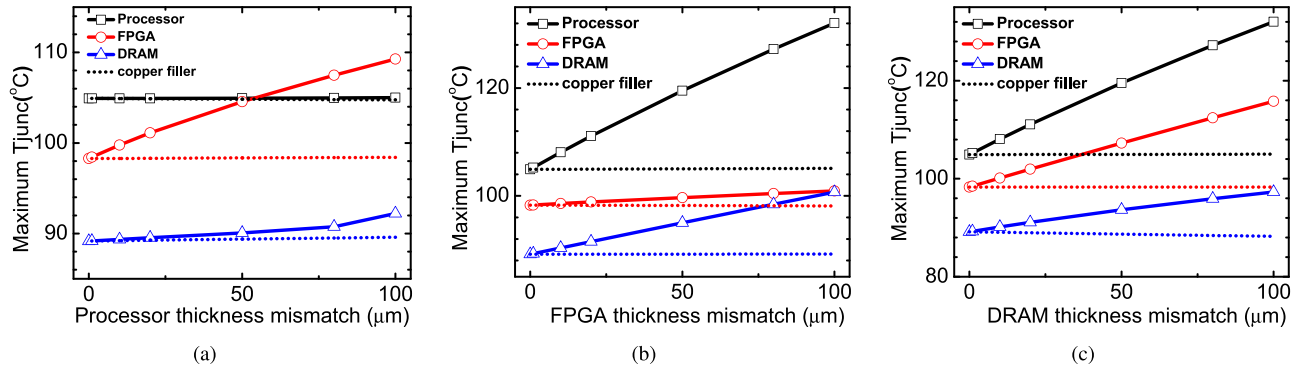 Processor
FPGA
DRAM
copper filler
Maximum Tjunc(°C)
110
100
90
0
50
100
Processor thickness mismatch (μm)
(a)
Processor
FPGA
DRAM
copper filler
Maximum Tjunc(°C)
120
100
0
50
100
FPGA thickness mismatch (μm)
(b)
Processor
FPGA
DRAM
copper filler
Maximum Tjunc(°C)
120
100
80
0
50
100
DRAM thickness mismatch (μm)
(c)